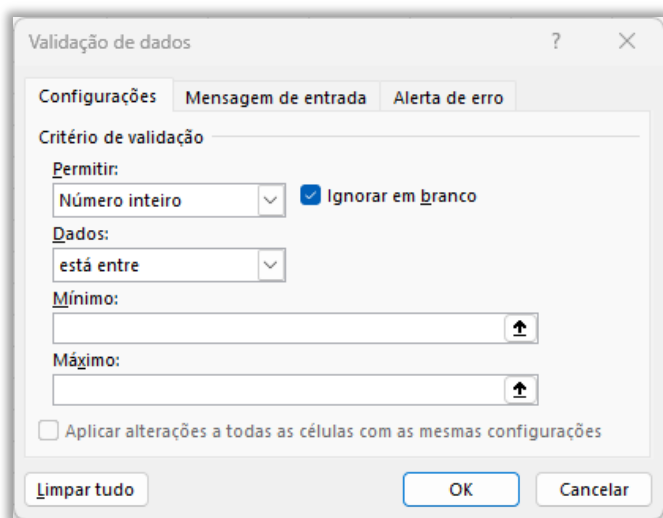 Validação de dados
Configurações Mensagem de entrada Alerta de erro
Critério de validação
Permitir:
Número inteiro Ignorar em branco
Dados:
está entre
Mínimo:
Máximo:
Aplicar alterações a todas as células com as mesmas configurações
Limpar tudo OK Cancelar